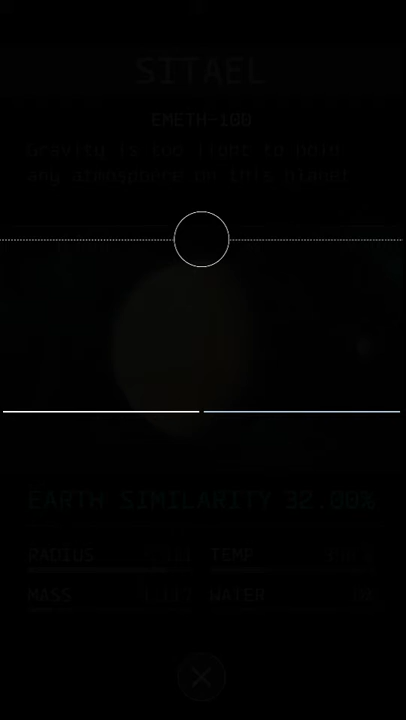 SITAEL
EMETH-100
Gravity is too light to hold
any atmosphere on this planet
EARTH SIMILARITY 32.00%
RADIUS TEMP
MASS WATER